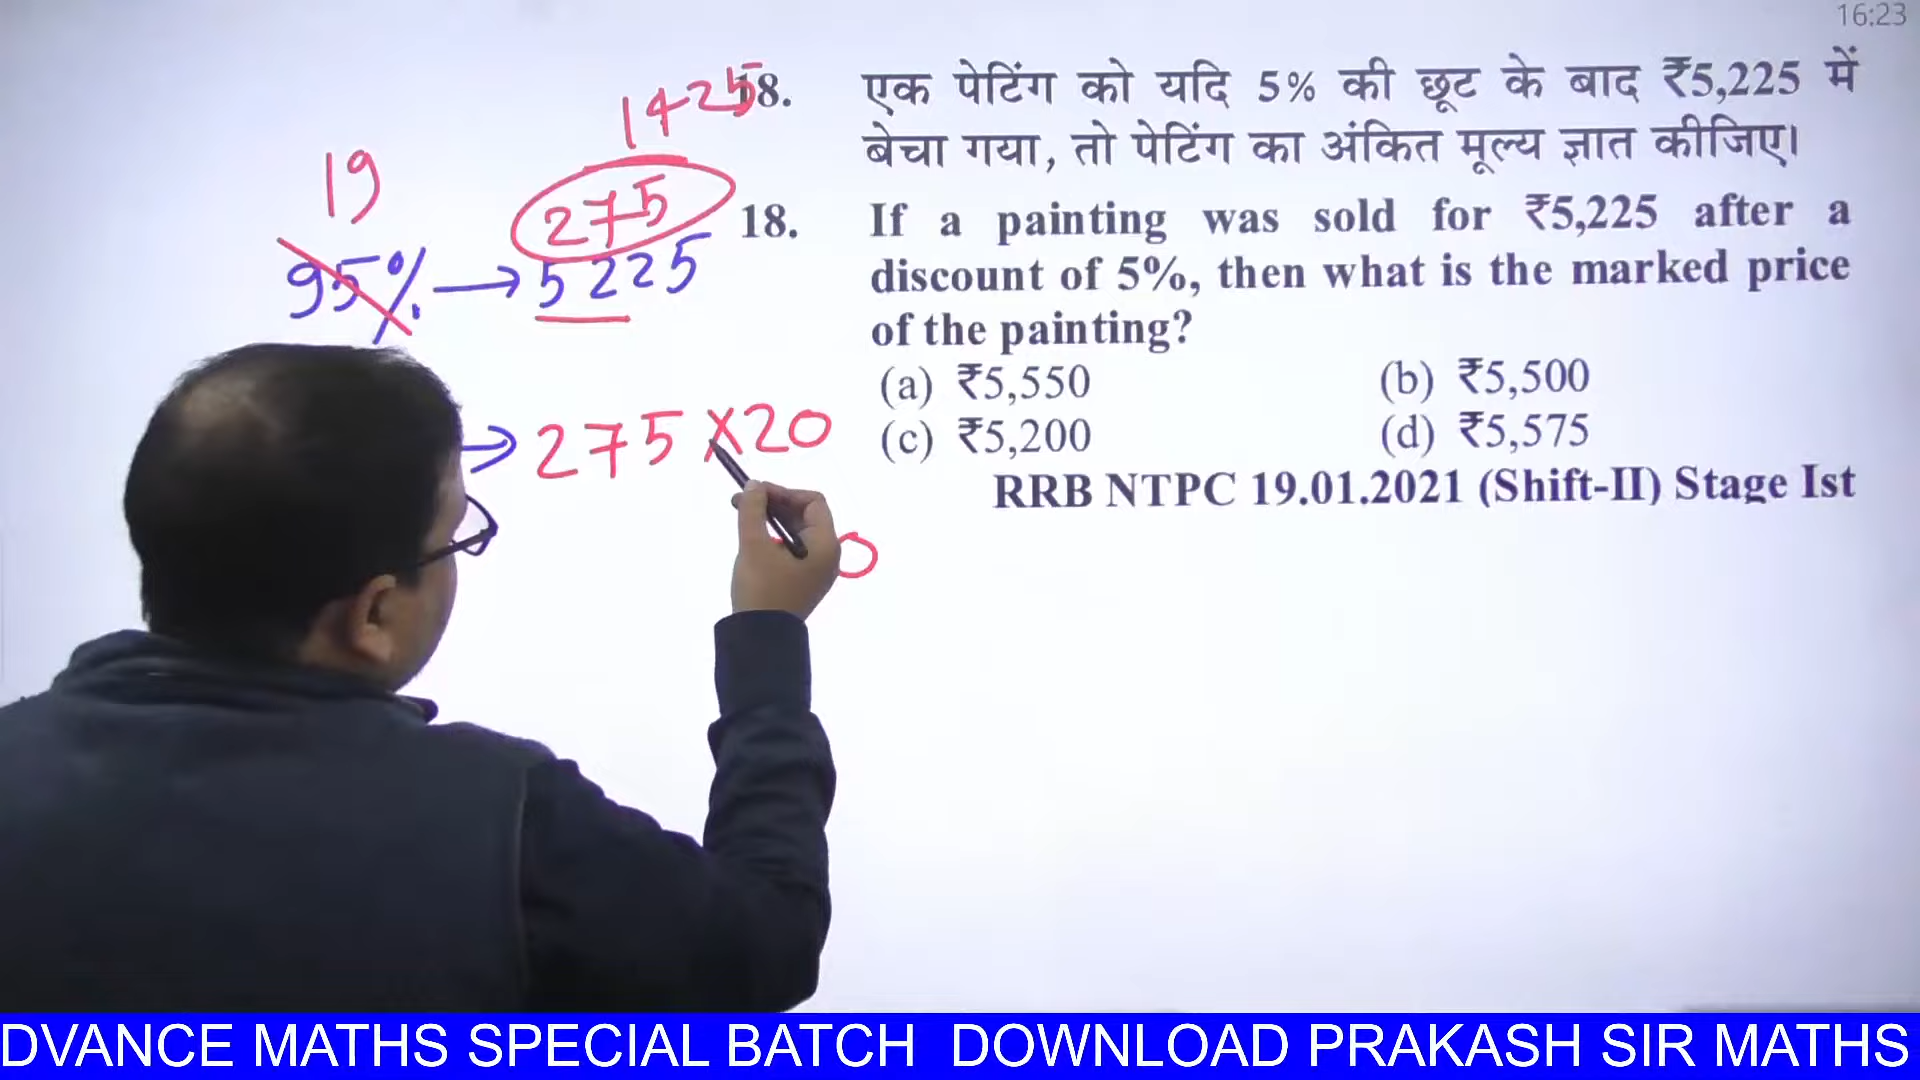 16:23
1425
18. एक पेटिंग को यदि 5% की छूट के बाद ₹5,225 में
बेचा गया, तो पेटिंग का अंकित मूल्य ज्ञात कीजिए।
19
275
95% → 5225
18. If a painting was sold for ₹5,225 after a
discount of 5%, then what is the marked price
of the painting?
(a) ₹5,550 (b) ₹5,500
→ 275 × 20
(c) ₹5,200 (d) ₹5,575
RRB NTPC 19.01.2021 (Shift-II) Stage Ist
0
DVANCE MATHS SPECIAL BATCH DOWNLOAD PRAKASH SIR MATHS